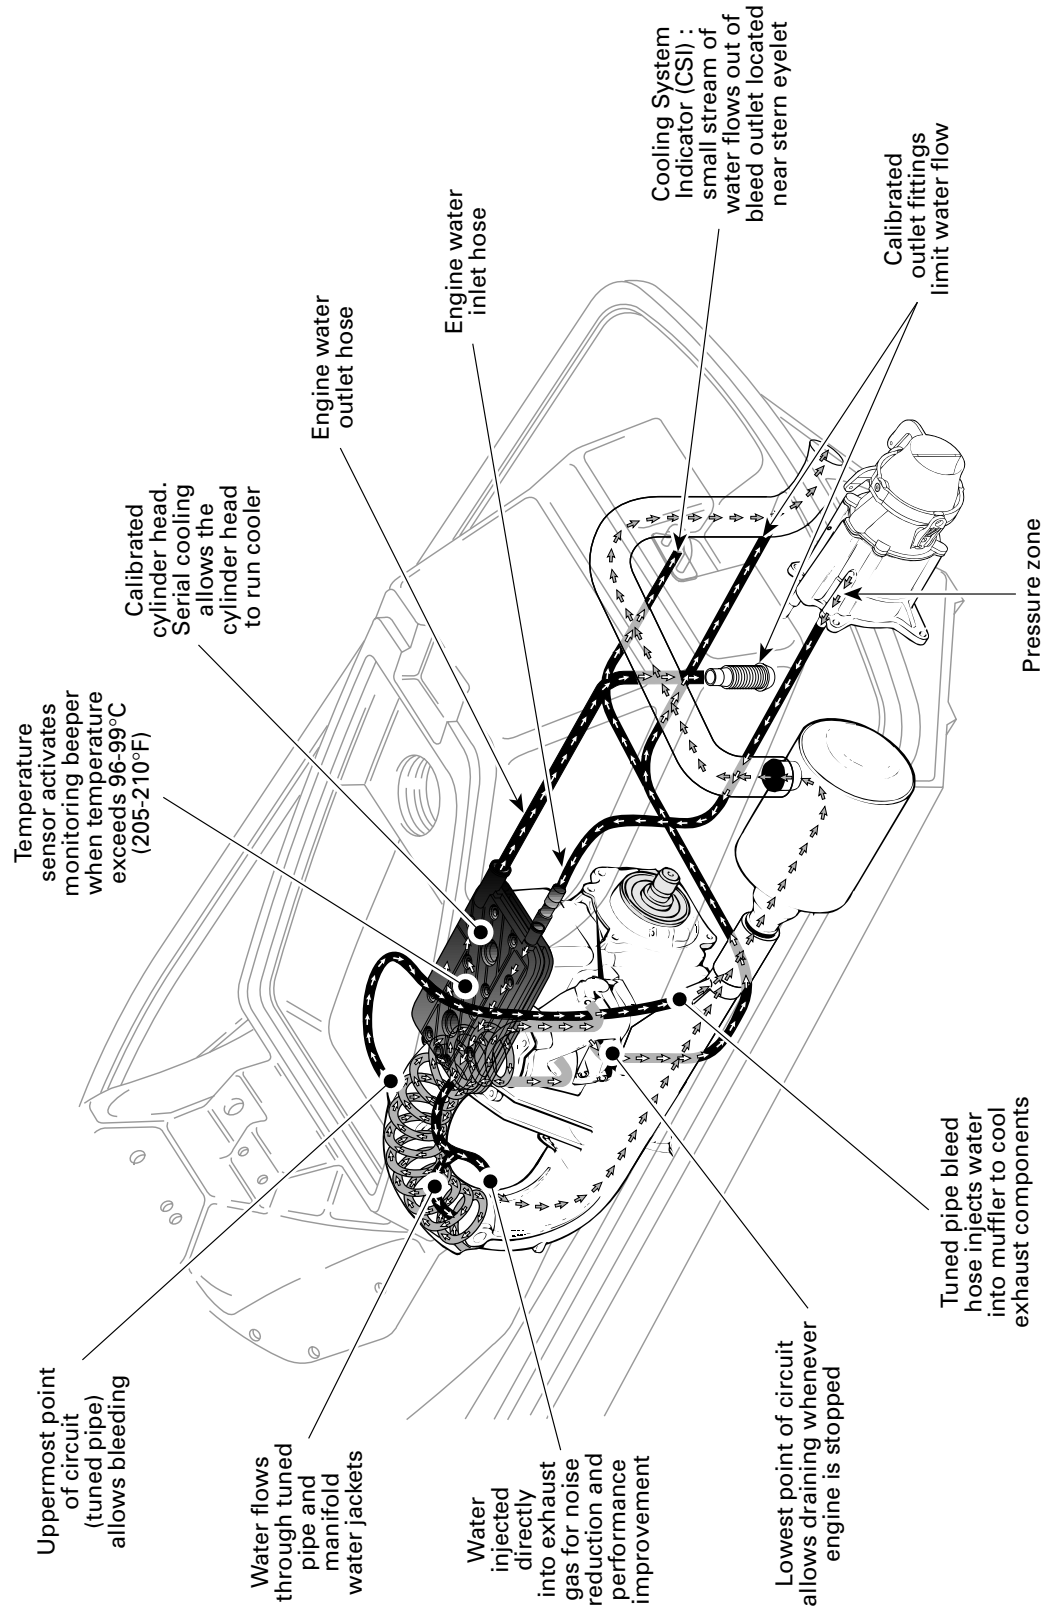 Uppermost point
of circuit
(tuned pipe)
allows bleeding
Temperature
sensor activates
monitoring beeper
when temperature
exceeds 96-99°C
(205-210°F)
Calibrated
cylinder head.
Serial cooling
allows the
cylinder head
to run cooler
Engine water
outlet hose
Engine water
inlet hose
Cooling System
Indicator (CSI) :
small stream of
water flows out of
bleed outlet located
near stern eyelet
Calibrated
outlet fittings
limit water flow
Water flows
through tuned
pipe and
manifold
water jackets
Water
injected
directly
into exhaust
gas for noise
reduction and
performance
improvement
Lowest point of circuit
allows draining whenever
engine is stopped
Tuned pipe bleed
hose injects water
into muffler to cool
exhaust components
Pressure zone